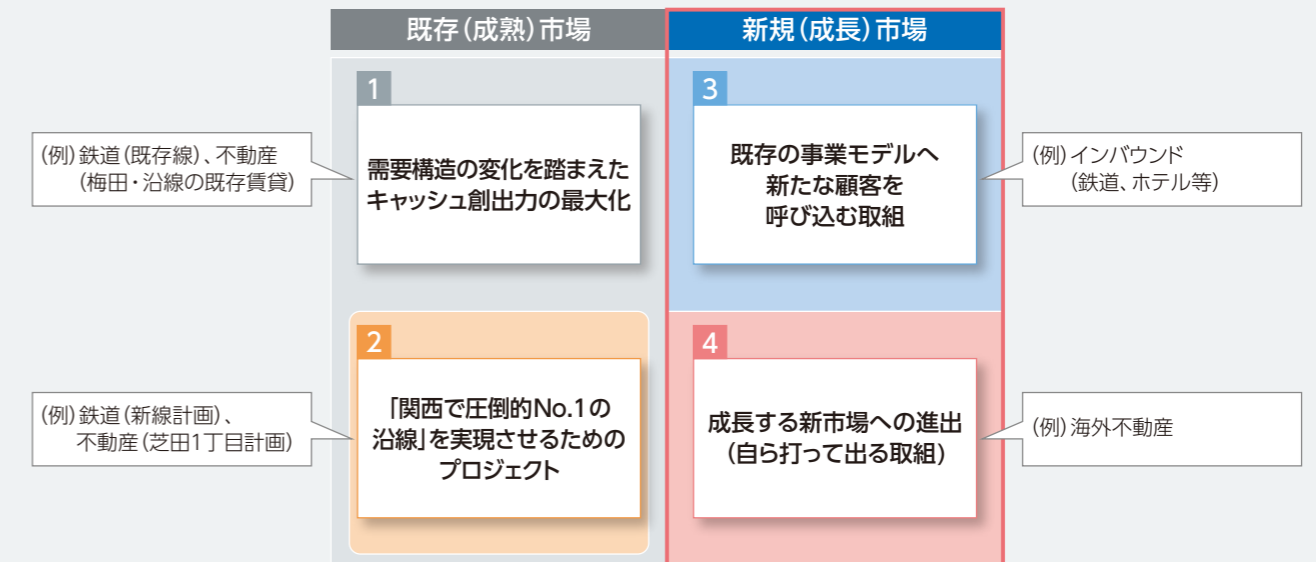 既存(成熟)市場
新規(成長)市場
1
需要構造の変化を踏まえた
キャッシュ創出力の最大化
(例)鉄道(既存線)、不動産
(梅田・沿線の既存賃貸)
3
既存の事業モデルへ
新たな顧客を
呼び込む取組
(例)インバウンド
(鉄道、ホテル等)
2
「関西で圧倒的No.1の
沿線」を実現させるための
プロジェクト
(例)鉄道(新線計画)、
不動産(芝田1丁目計画)
4
成長する新市場への進出
(自ら打って出る取組)
(例)海外不動産